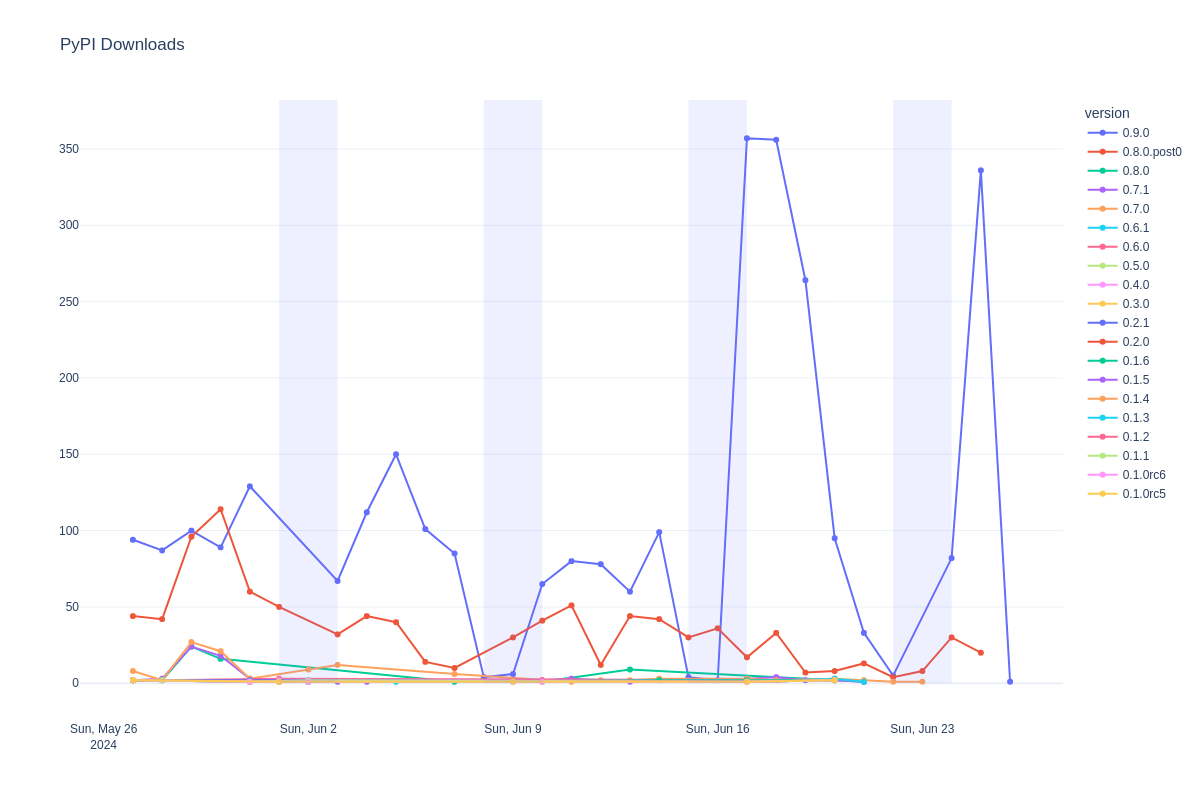 PyPI Downloads
350
300
250
200
150
100
50
0
Sun, May 26
2024
Sun, Jun 2
Sun, Jun 9
Sun, Jun 16
Sun, Jun 23
version
0.9.0
0.8.0.post0
0.8.0
0.7.1
0.7.0
0.6.1
0.6.0
0.5.0
0.4.0
0.3.0
0.2.1
0.2.0
0.1.6
0.1.5
0.1.4
0.1.3
0.1.2
0.1.1
0.1.0rc6
0.1.0rc5